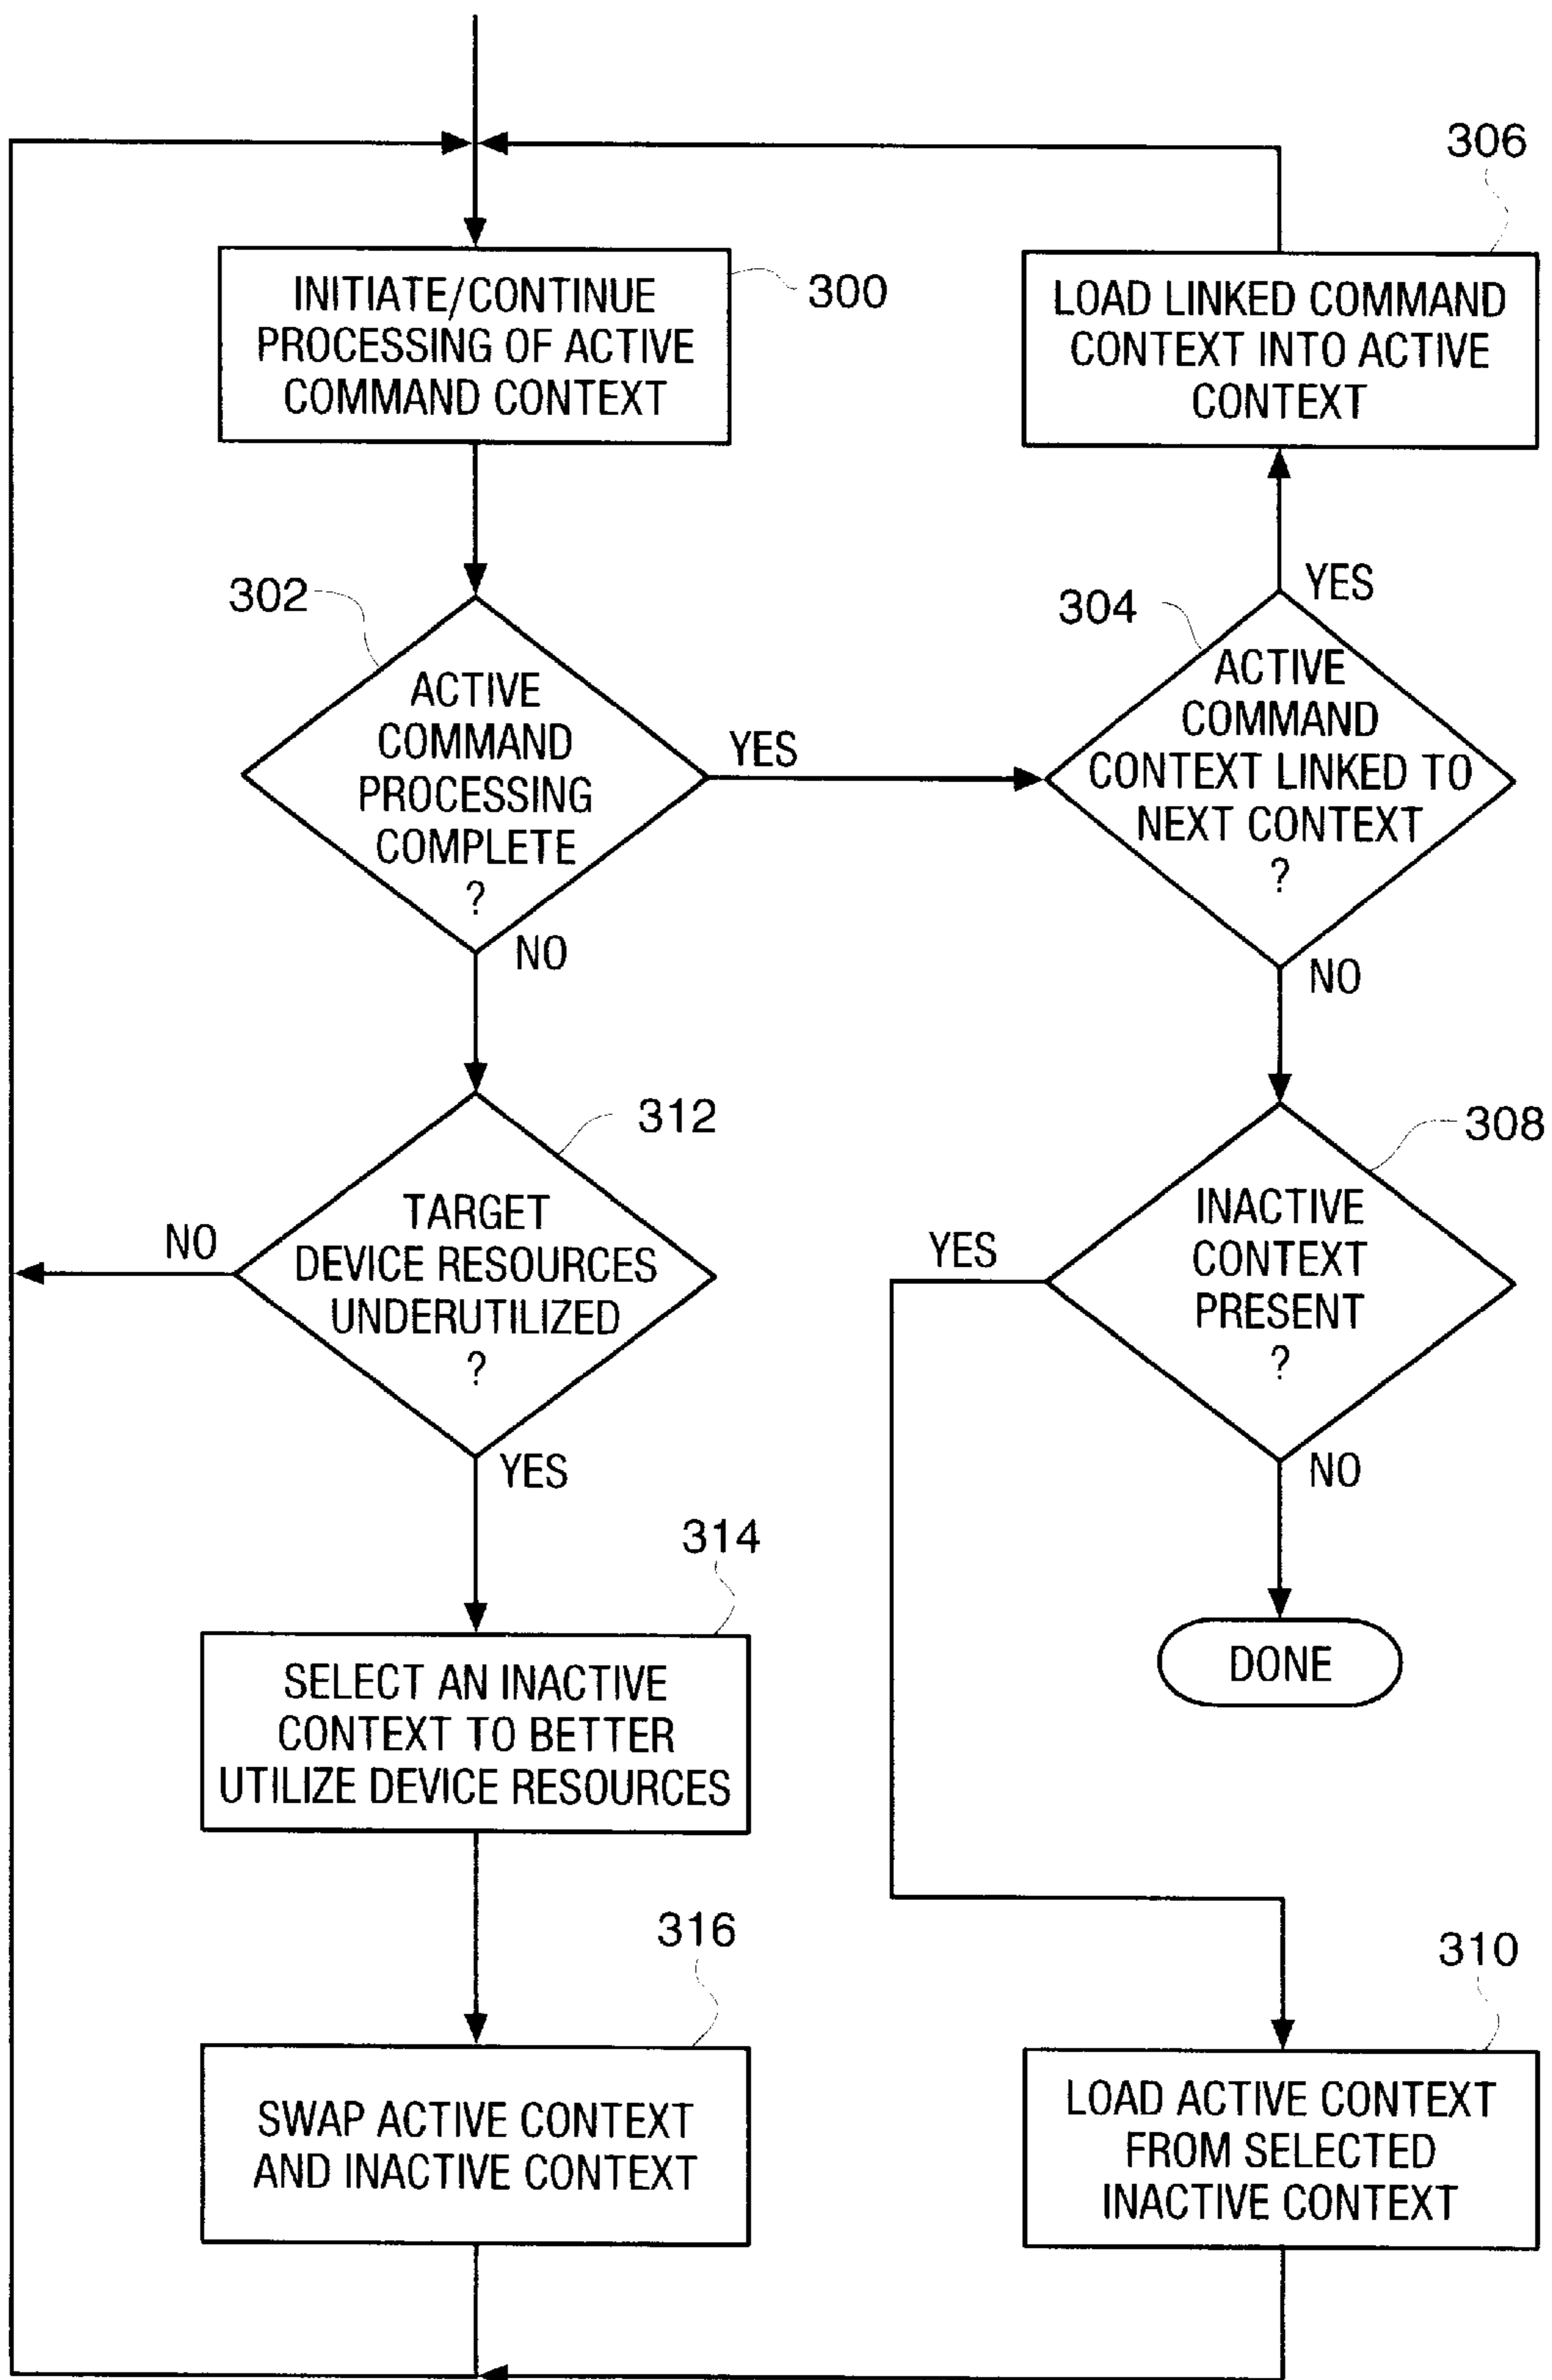 306
INITIATE/CONTINUE
PROCESSING OF ACTIVE
COMMAND CONTEXT
300
LOAD LINKED COMMAND
CONTEXT INTO ACTIVE
CONTEXT
302
ACTIVE
COMMAND
PROCESSING
COMPLETE
?
YES
NO
304
YES
ACTIVE
COMMAND
CONTEXT LINKED TO
NEXT CONTEXT
?
NO
312
TARGET
DEVICE RESOURCES
UNDERUTILIZED
?
NO
YES
308
INACTIVE
CONTEXT
PRESENT
?
YES
NO
314
SELECT AN INACTIVE
CONTEXT TO BETTER
UTILIZE DEVICE RESOURCES
DONE
316
SWAP ACTIVE CONTEXT
AND INACTIVE CONTEXT
310
LOAD ACTIVE CONTEXT
FROM SELECTED
INACTIVE CONTEXT